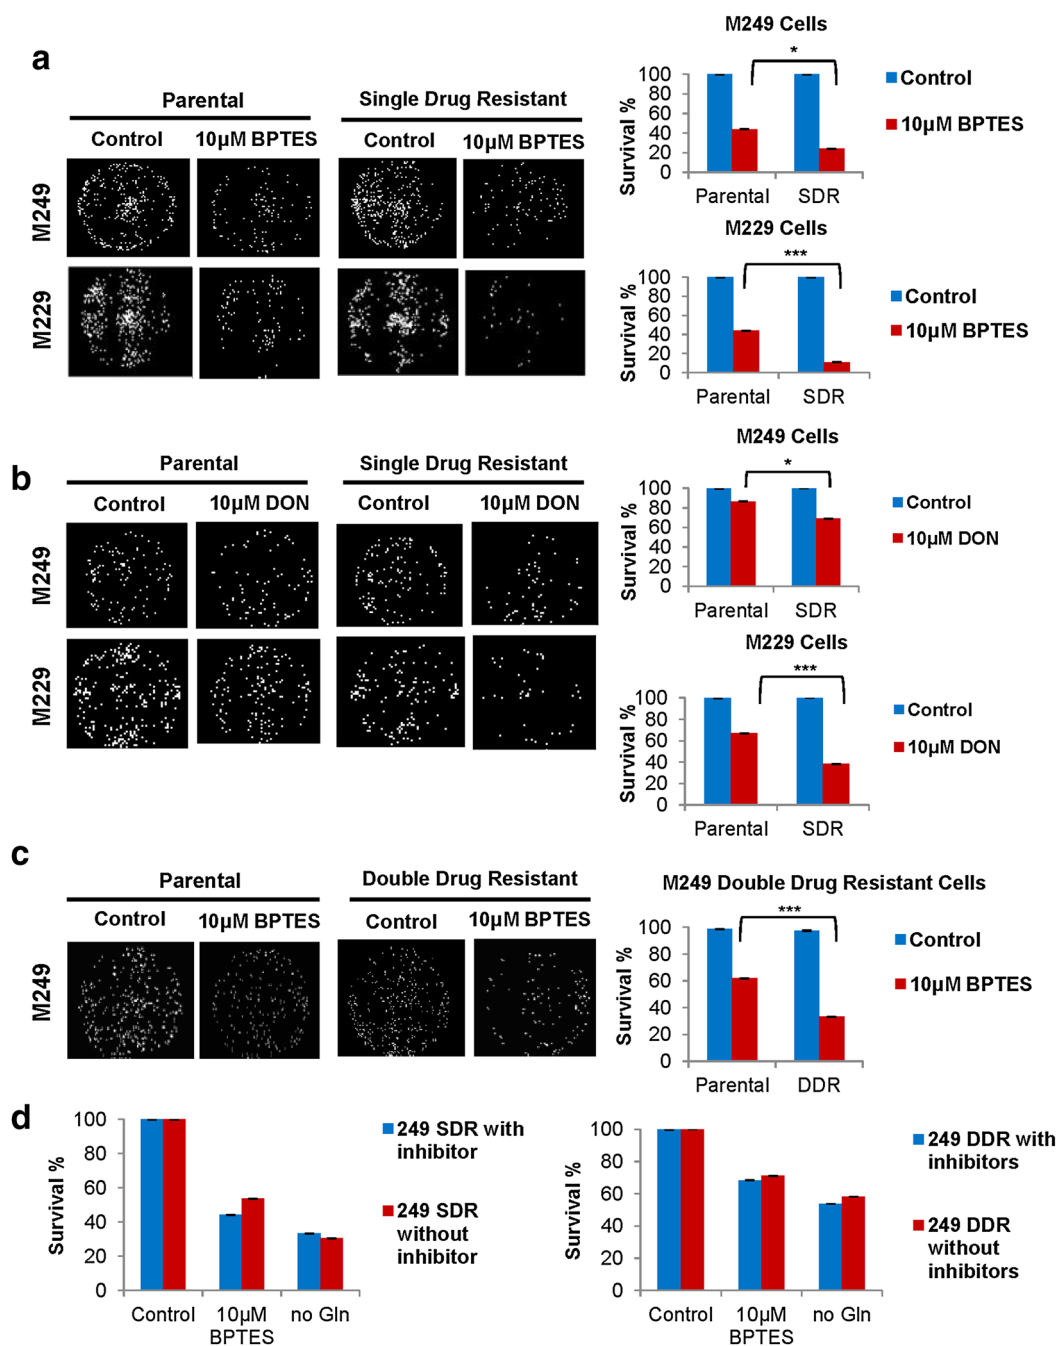 a
Parental
Single Drug Resistant
Control
10µM BPTES
Control
10µM BPTES
M249
M229
M249 Cells
*
Survival %
100
80
60
40
20
0
Parental
SDR
Control
10µM BPTES
M229 Cells
***
Survival %
100
80
60
40
20
0
Parental
SDR
Control
10µM BPTES
b
Parental
Single Drug Resistant
Control
10µM DON
Control
10µM DON
M249
M229
M249 Cells
*
Survival %
100
80
60
40
20
0
Parental
SDR
Control
10µM DON
M229 Cells
***
Survival %
100
80
60
40
20
0
Parental
SDR
Control
10µM DON
c
Parental
Double Drug Resistant
Control
10µM BPTES
Control
10µM BPTES
M249
M249 Double Drug Resistant Cells
***
Survival %
100
80
60
40
20
0
Parental
DDR
Control
10µM BPTES
d
Survival %
100
80
60
40
20
0
Control
10µM
BPTES
no Gln
249 SDR with
inhibitor
249 SDR
without
inhibitor
Survival %
100
80
60
40
20
0
Control
10µM
BPTES
no Gln
249 DDR with
inhibitors
249 DDR
without
inhibitors